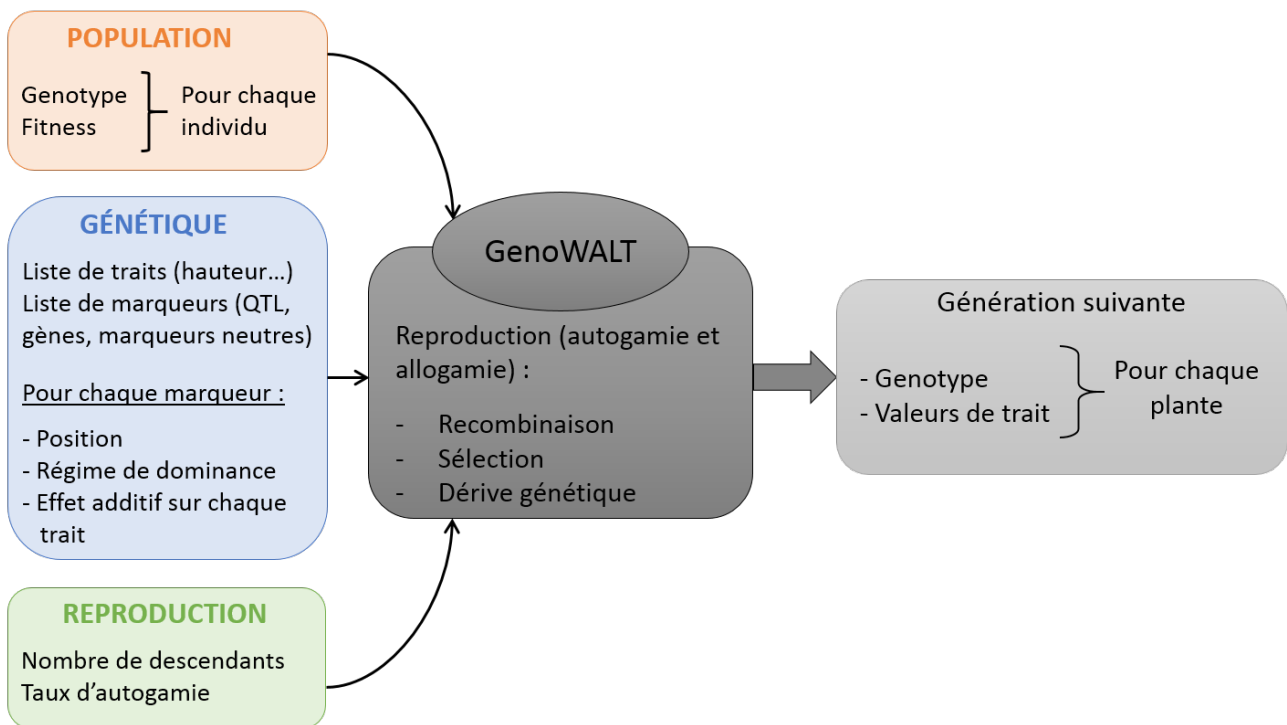 POPULATION
Genotype
Fitness
Pour chaque
individu
GÉNÉTIQUE
Liste de traits (hauteur…)
Liste de marqueurs (QTL,
gènes, marqueurs neutres)
Pour chaque marqueur :
- Position
- Régime de dominance
- Effet additif sur chaque
trait
REPRODUCTION
Nombre de descendants
Taux d’autogamie
GenoWALT
Reproduction (autogamie et
allogamie) :
- Recombinaison
- Sélection
- Dérive génétique
Génération suivante
- Genotype
- Valeurs de trait
Pour chaque
plante